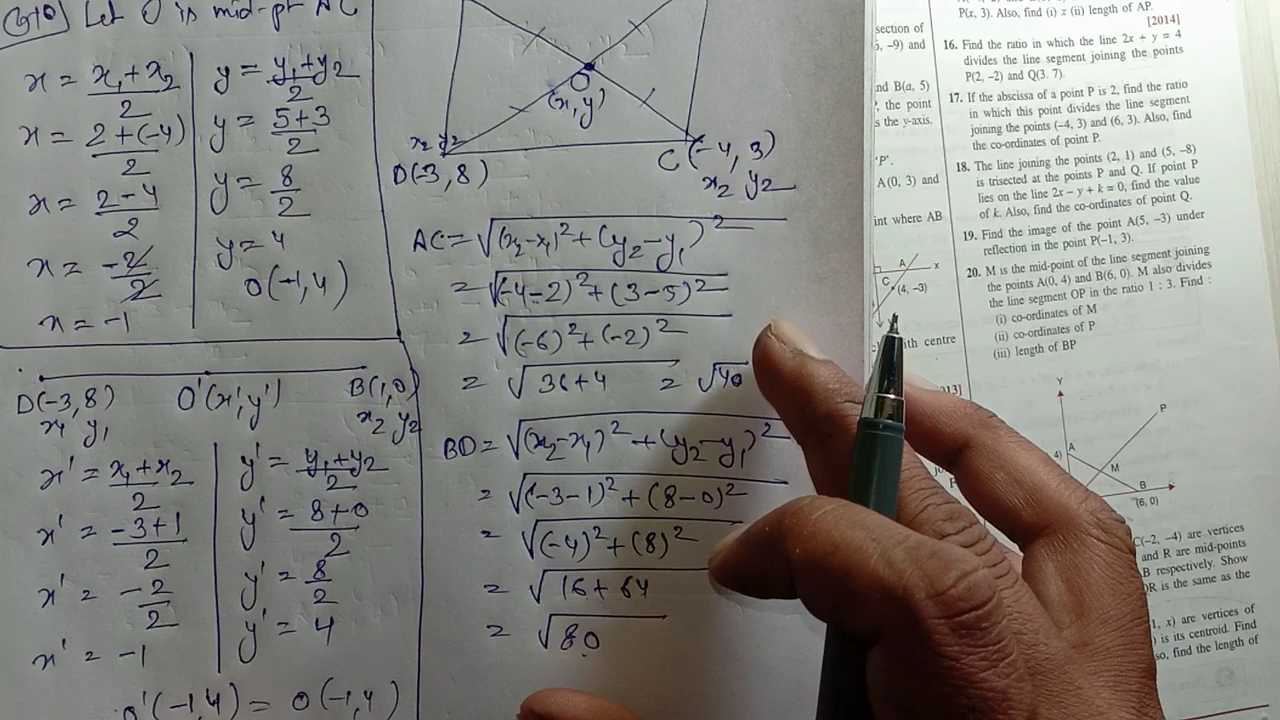 Q10) Let O is mid-pt AC
x = x₁+x₂/2
x = 2+(-4)/2
x = 2-4/2
x = -2/2
x = -1
y = y₁+y₂/2
y = 5+3/2
y = 8/2
y = 4
O(-1,4)
D(-3,8) O'(x',y') B(1,0)
x₁ y₁ x₂ y₂
x' = x₁+x₂/2
x' = -3+1/2
x' = -2/2
x' = -1
y' = y₁+y₂/2
y' = 8+0/2
y' = 8/2
y' = 4
O'(-1,4) = O(-1,4)
O
(x,y)
x₂ y₂
D(-3,8)
C(-4,3)
x₂ y₂
AC = √(x₂-x₁)²+(y₂-y₁)²
= √(-4-2)²+(3-5)²
= √(-6)²+(-2)²
= √36+4 = √40
BD = √(x₂-x₁)²+(y₂-y₁)²
= √(-3-1)²+(8-0)²
= √(-4)²+(8)²
= √16+64
= √80
section of
5, -9) and
nd B(a, 5)
the point
s the y-axis.
'P'.
A(0, 3) and
int where AB
A
x
C
(4, -3)
ith centre
P(x, 3). Also, find (i) x (ii) length of AP.
[2014]
16. Find the ratio in which the line 2x + y = 4
divides the line segment joining the points
P(2, -2) and Q(3. 7).
17. If the abscissa of a point P is 2, find the ratio
in which this point divides the line segment
joining the points (-4, 3) and (6, 3). Also, find
the co-ordinates of point P.
18. The line joining the points (2, 1) and (5, -8)
is trisected at the points P and Q. If point P
lies on the line 2x - y + k = 0, find the value
of k. Also, find the co-ordinates of point Q.
19. Find the image of the point A(5, -3) under
reflection in the point P(-1, 3).
20. M is the mid-point of the line segment joining
the points A(0, 4) and B(6, 0). M also divides
the line segment OP in the ratio 1 : 3. Find :
(i) co-ordinates of M
(ii) co-ordinates of P
(iii) length of BP
Y
P
A
4)
M
B
(6, 0)
C(-2, -4) are vertices
and R are mid-points
B respectively. Show
is the same as the
1, x) are vertices of
is its centroid. Find
so, find the length of